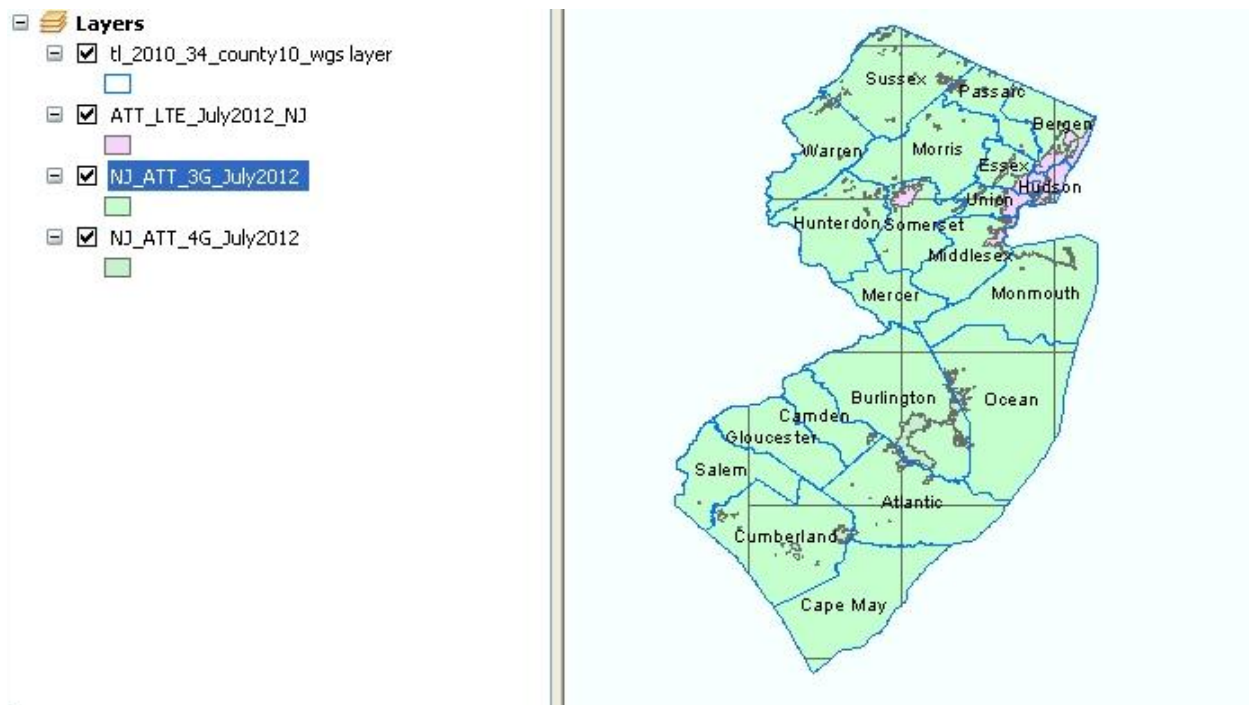 Layers
tl_2010_34_county10_wgs layer
ATT_LTE_July2012_NJ
NJ_ATT_3G_July2012
NJ_ATT_4G_July2012
Sussex
Passaic
Bergen
Warren
Morris
Essex
Hudson
Union
Hunterdon
Somerset
Middlesex
Mercer
Monmouth
Burlington
Ocean
Camden
Gloucester
Salem
Atlantic
Cumberland
Cape May